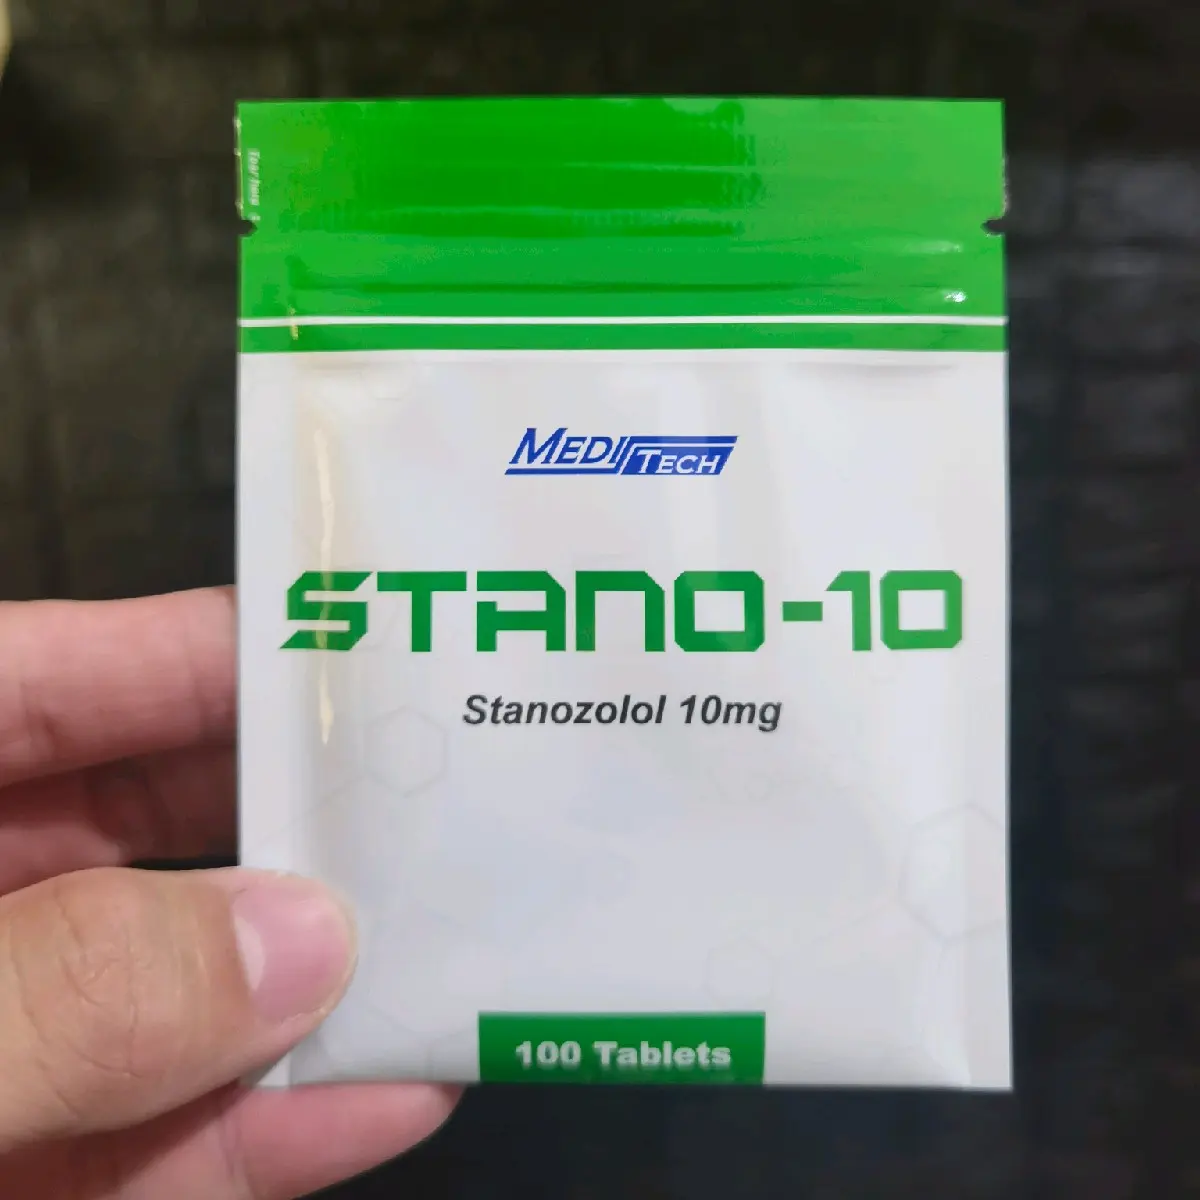 MEDITECH
STANO-10
Stanozolol 10mg
100 Tablets